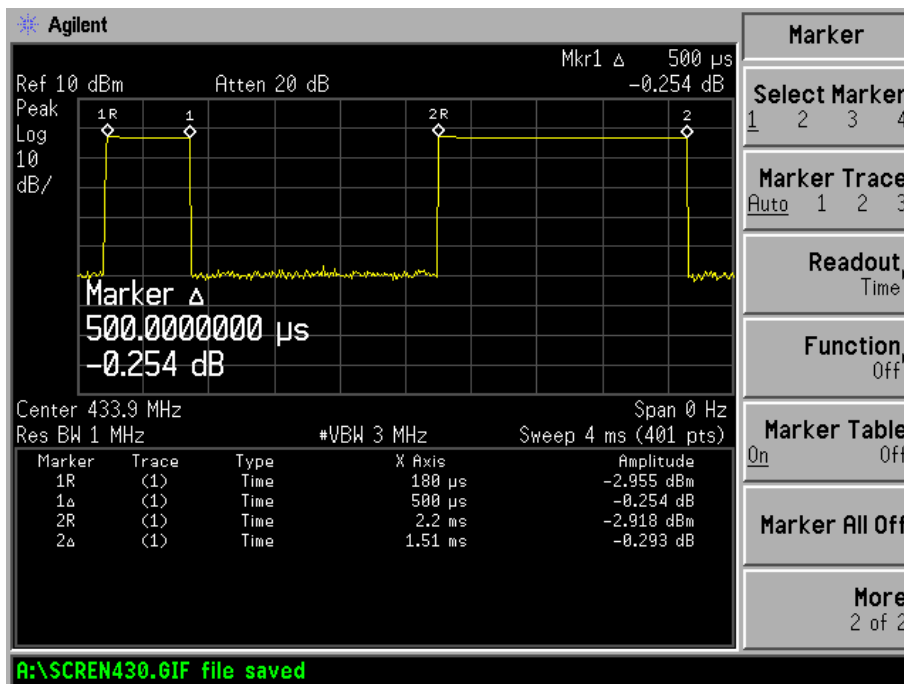 Agilent
Marker
Mkr1 Δ 500 µs
Ref 10 dBm Atten 20 dB -0.254 dB
Peak
Log
10
dB/
1R 1 2R 2
Marker Δ
500.0000000 µs
-0.254 dB
Center 433.9 MHz Span 0 Hz
Res BW 1 MHz #VBW 3 MHz Sweep 4 ms (401 pts)
Marker Trace Type X Axis Amplitude
1R (1) Time 180 µs -2.955 dBm
1Δ (1) Time 500 µs -0.254 dB
2R (1) Time 2.2 ms -2.918 dBm
2Δ (1) Time 1.51 ms -0.293 dB
Select Marker
1 2 3 4
Marker Trace
Auto 1 2 3
Readout
Time
Function
Off
Marker Table
On Off
Marker All Off
More
2 of 2
A:\SCREN430.GIF file saved